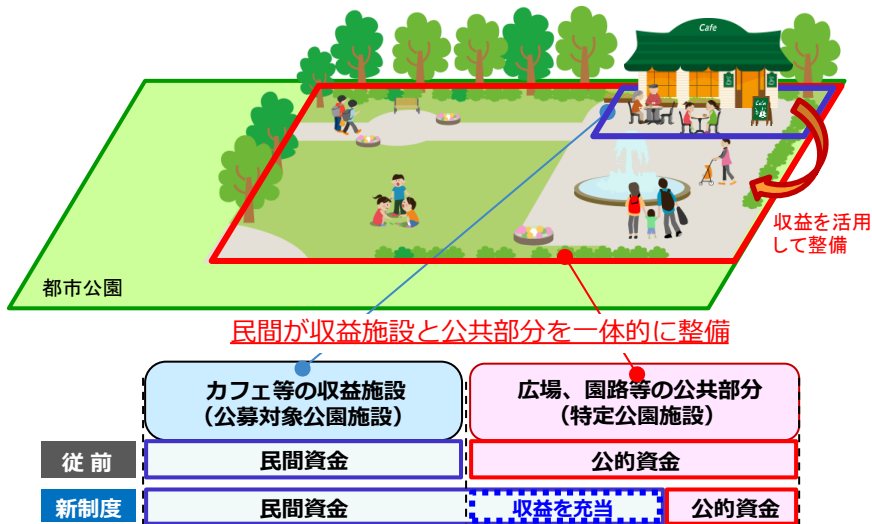 Cafe
収益を活用
して整備
都市公園
民間が収益施設と公共部分を一体的に整備
カフェ等の収益施設
(公募対象公園施設)
広場、園路等の公共部分
(特定公園施設)
従 前
民間資金
公的資金
新制度
民間資金
収益を充当
公的資金